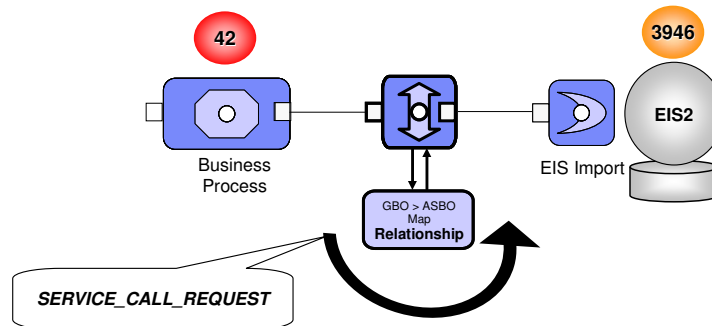 42
3946
EIS2
Business
Process
EIS Import
GBO > ASBO
Map
Relationship
SERVICE_CALL_REQUEST